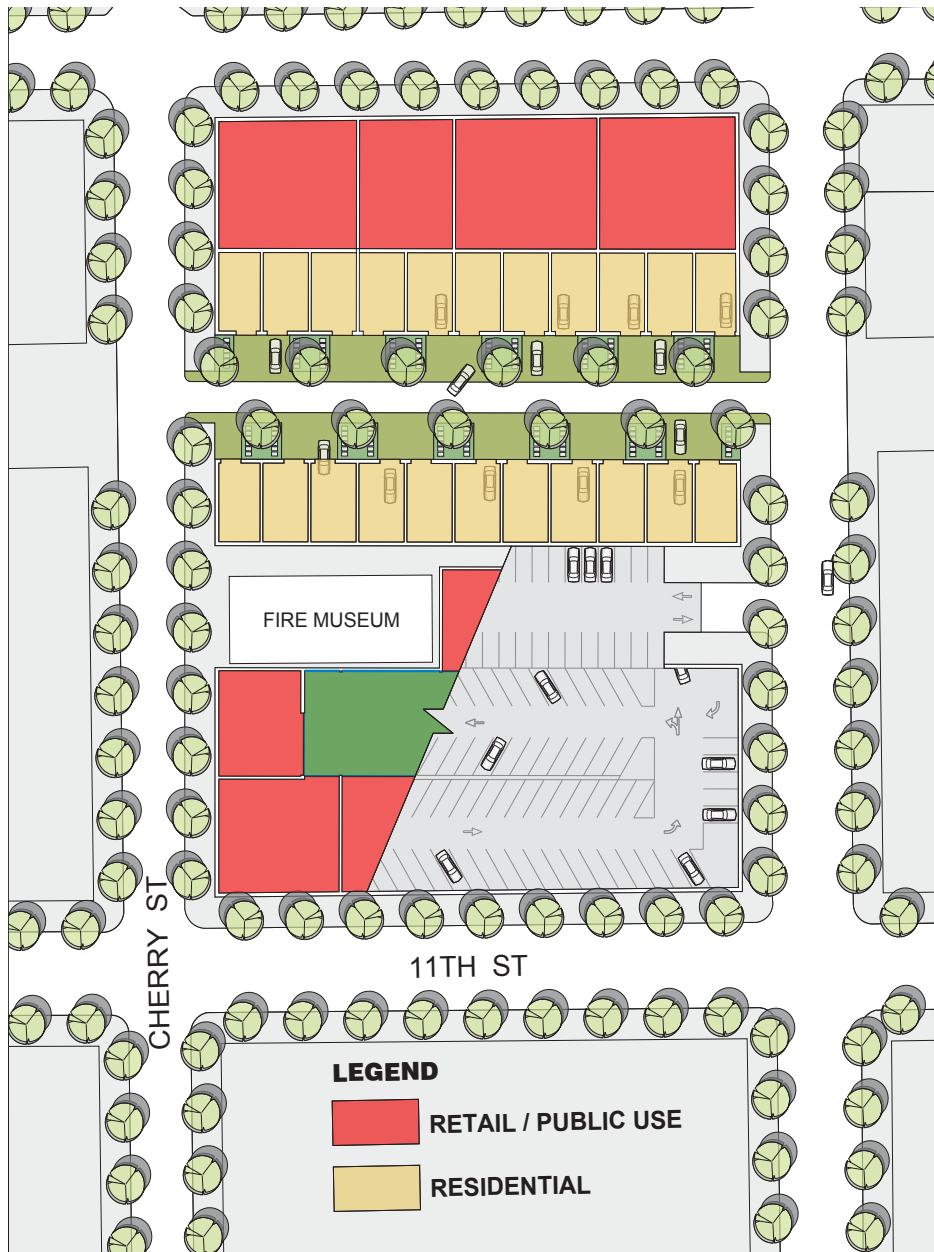 FIRE MUSEUM
CHERRY ST
11TH ST
LEGEND
RETAIL / PUBLIC USE
RESIDENTIAL